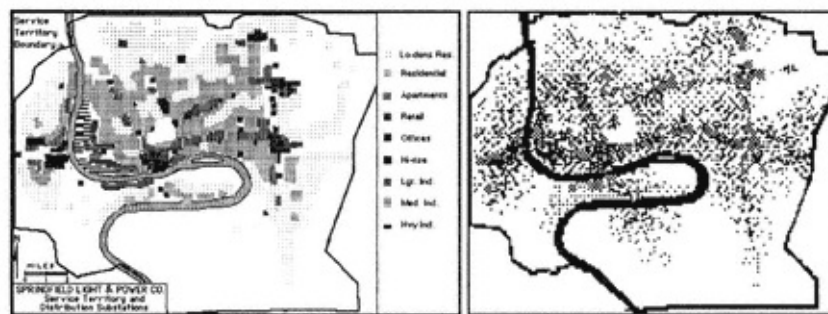 Service
Territory
Boundary
Lo-dens Res.
Residential
Apartments
Retail
Offices
Hi-rise
Lgt. Ind.
Med Ind.
Hvy Ind.
MILES
SPRINGFIELD LIGHT & POWER CO.
Service Territory and
Distribution Substations